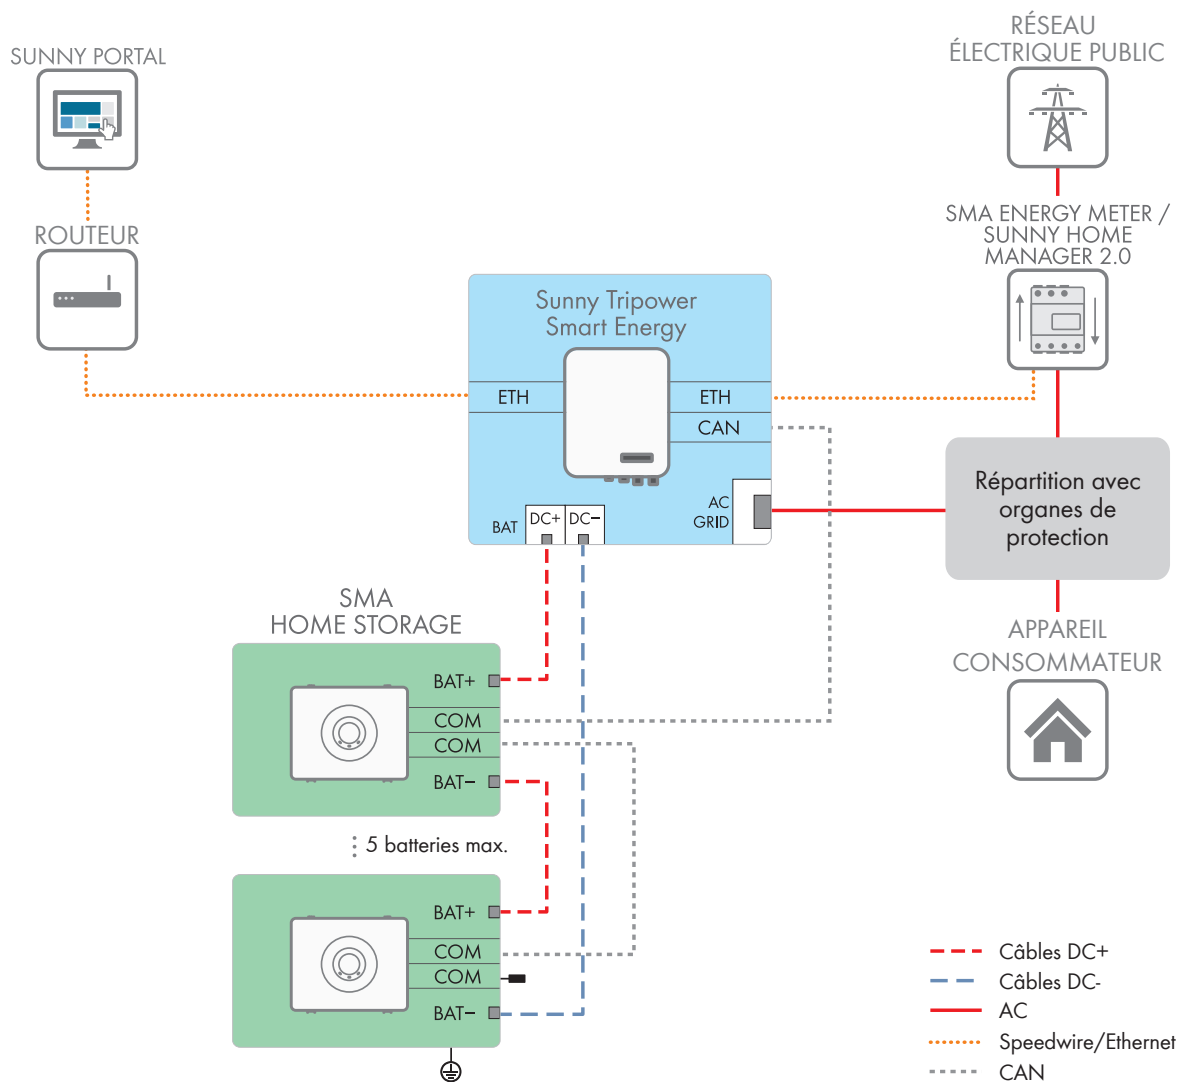 SUNNY PORTAL
RÉSEAU
ÉLECTRIQUE PUBLIC
ROUTEUR
SMA ENERGY METER /
SUNNY HOME
MANAGER 2.0
Sunny Tripower
Smart Energy
ETH
ETH
CAN
AC
GRID
BAT
DC+
DC–
Répartition avec
organes de
protection
SMA
HOME STORAGE
BAT+
COM
COM
BAT–
APPAREIL
CONSOMMATEUR
5 batteries max.
BAT+
COM
COM
BAT–
Câbles DC+
Câbles DC-
AC
Speedwire/Ethernet
CAN